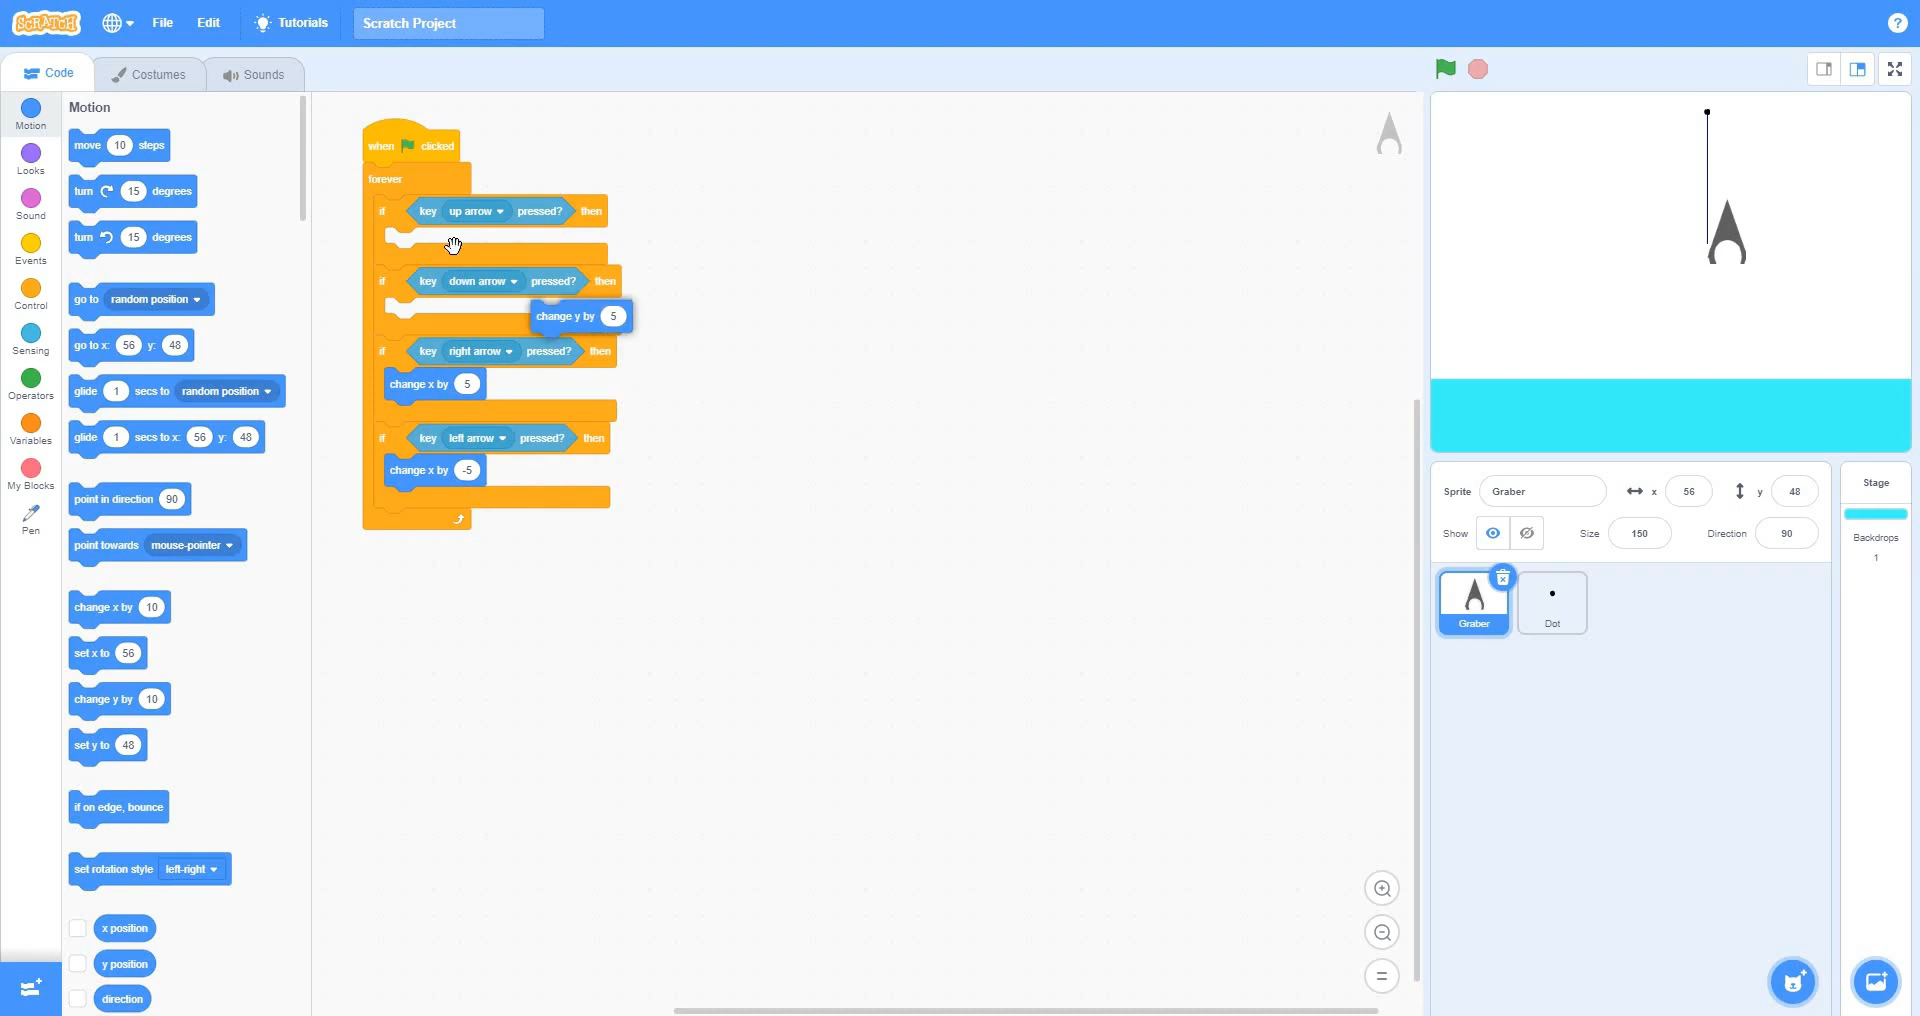 SCRATCH File Edit Tutorials Scratch Project ?
Code Costumes Sounds
Motion
Looks
Sound
Events
Control
Sensing
Operators
Variables
My Blocks
Pen
Motion
move 10 steps
turn 15 degrees
turn 15 degrees
go to random position
go to x: 56 y: 48
glide 1 secs to random position
glide 1 secs to x: 56 y: 48
point in direction 90
point towards mouse-pointer
change x by 10
set x to 56
change y by 10
set y to 48
if on edge, bounce
set rotation style left-right
x position
y position
direction
when clicked
forever
if key up arrow pressed? then
if key down arrow pressed? then
change y by 5
if key right arrow pressed? then
change x by 5
if key left arrow pressed? then
change x by -5
Sprite Graber x 56 y 48
Show Size 150 Direction 90
Graber
Dot
Stage
Backdrops
1